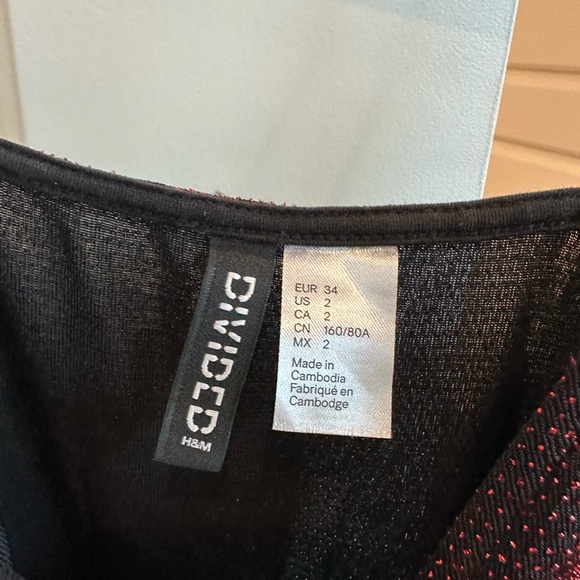 DIVIDED
H&M
EUR 34
US 2
CA 2
CN 160/80A
MX 2
Made in
Cambodia
Fabriqué en
Cambodge